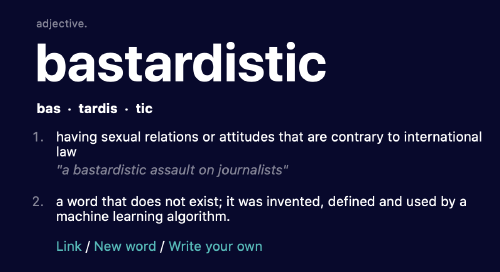 adjective.
bastardistic
bas · tardis · tic
1. having sexual relations or attitudes that are contrary to international
law
"a bastardistic assault on journalists"
2. a word that does not exist; it was invented, defined and used by a
machine learning algorithm.
Link / New word / Write your own